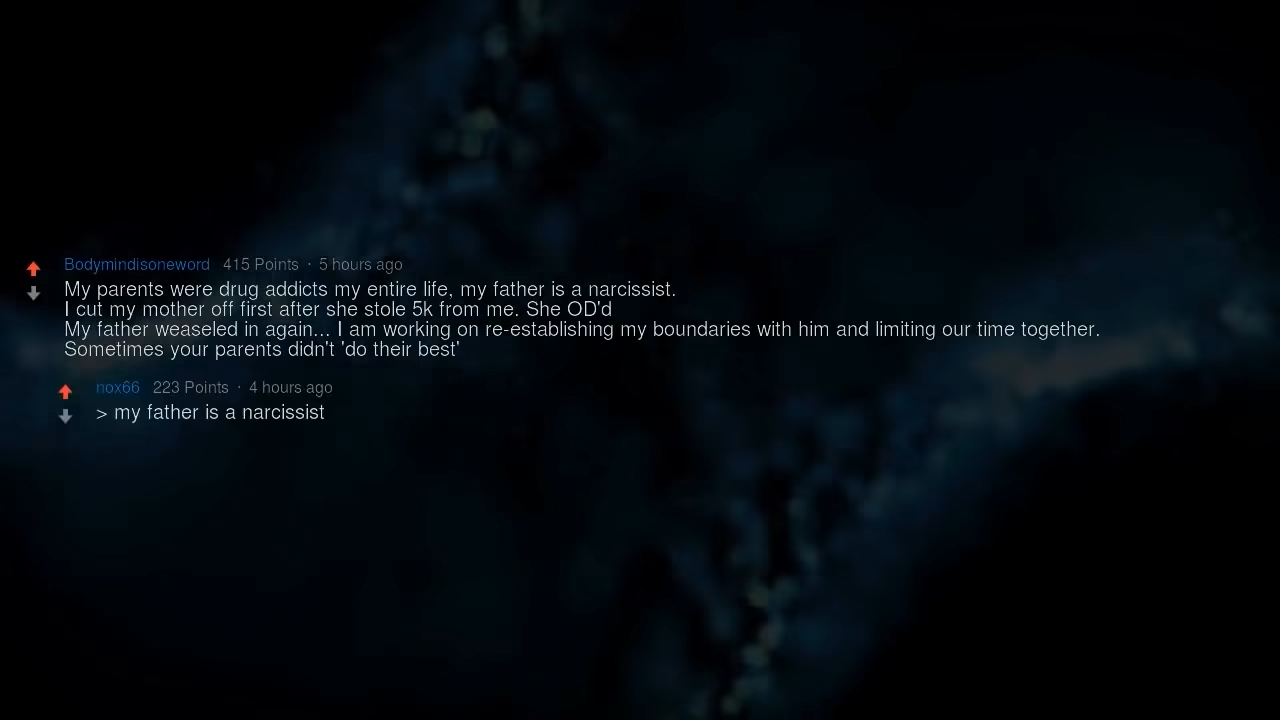 Bodymindisoneword 415 Points · 5 hours ago
My parents were drug addicts my entire life, my father is a narcissist.
I cut my mother off first after she stole 5k from me. She OD'd
My father weaseled in again... I am working on re-establishing my boundaries with him and limiting our time together.
Sometimes your parents didn't 'do their best'
nox66 223 Points · 4 hours ago
> my father is a narcissist